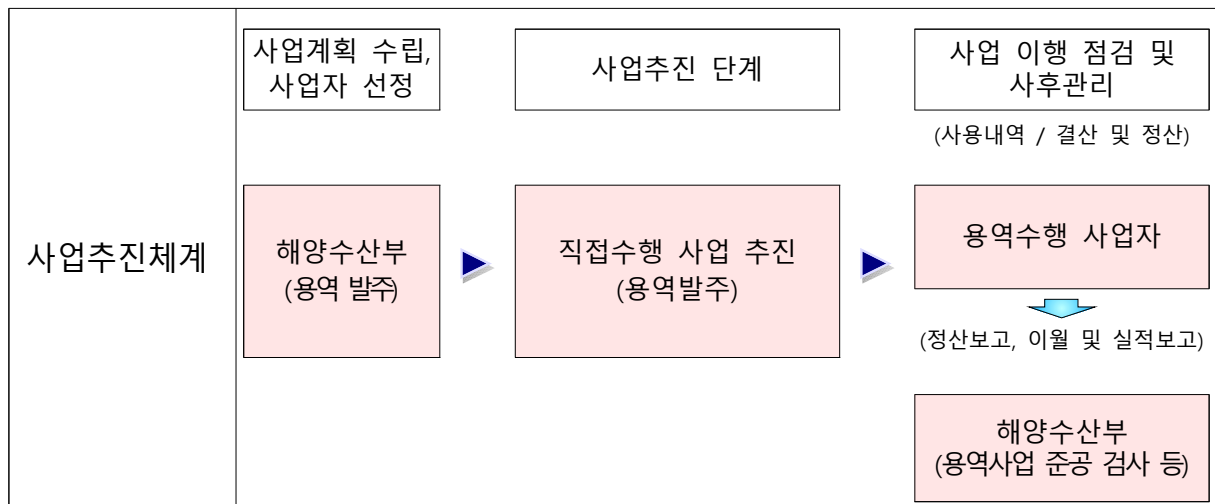 사업추진체계
사업계획 수립,
사업자 선정
사업추진 단계
사업 이행 점검 및
사후관리
(사용내역 / 결산 및 정산)
해양수산부
(용역 발주)
직접수행 사업 추진
(용역발주)
용역수행 사업자
(정산보고, 이월 및 실적보고)
해양수산부
(용역사업 준공 검사 등)